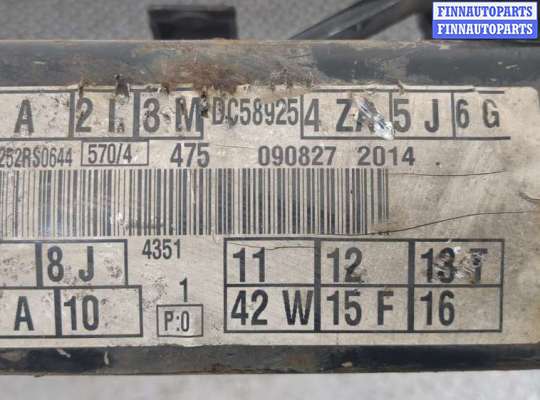 FINNAUTOPARTS
FINNAUTOPARTS
A 2 L 3 M DC58925 4 ZA 5 J 6 G
252RS0644 570/4 475 090827 2014
8 J 4351 11 12 13 T
A 10 1 P:0 42 W 15 F 16